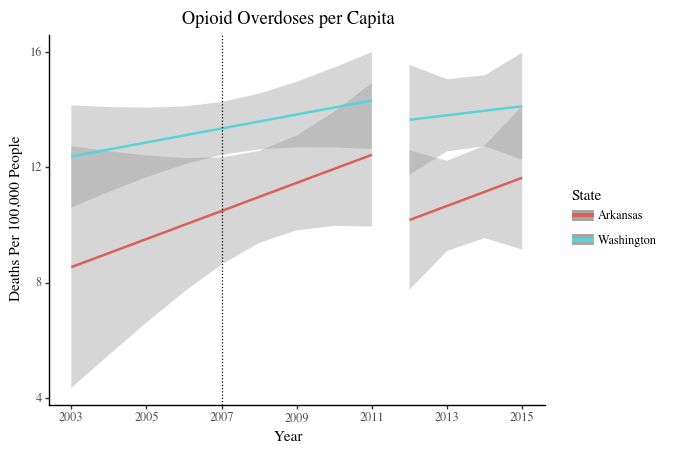 Opioid Overdoses per Capita
Deaths Per 100,000 People
16
12
8
4
2003
2005
2007
2009
2011
2013
2015
Year
State
Arkansas
Washington